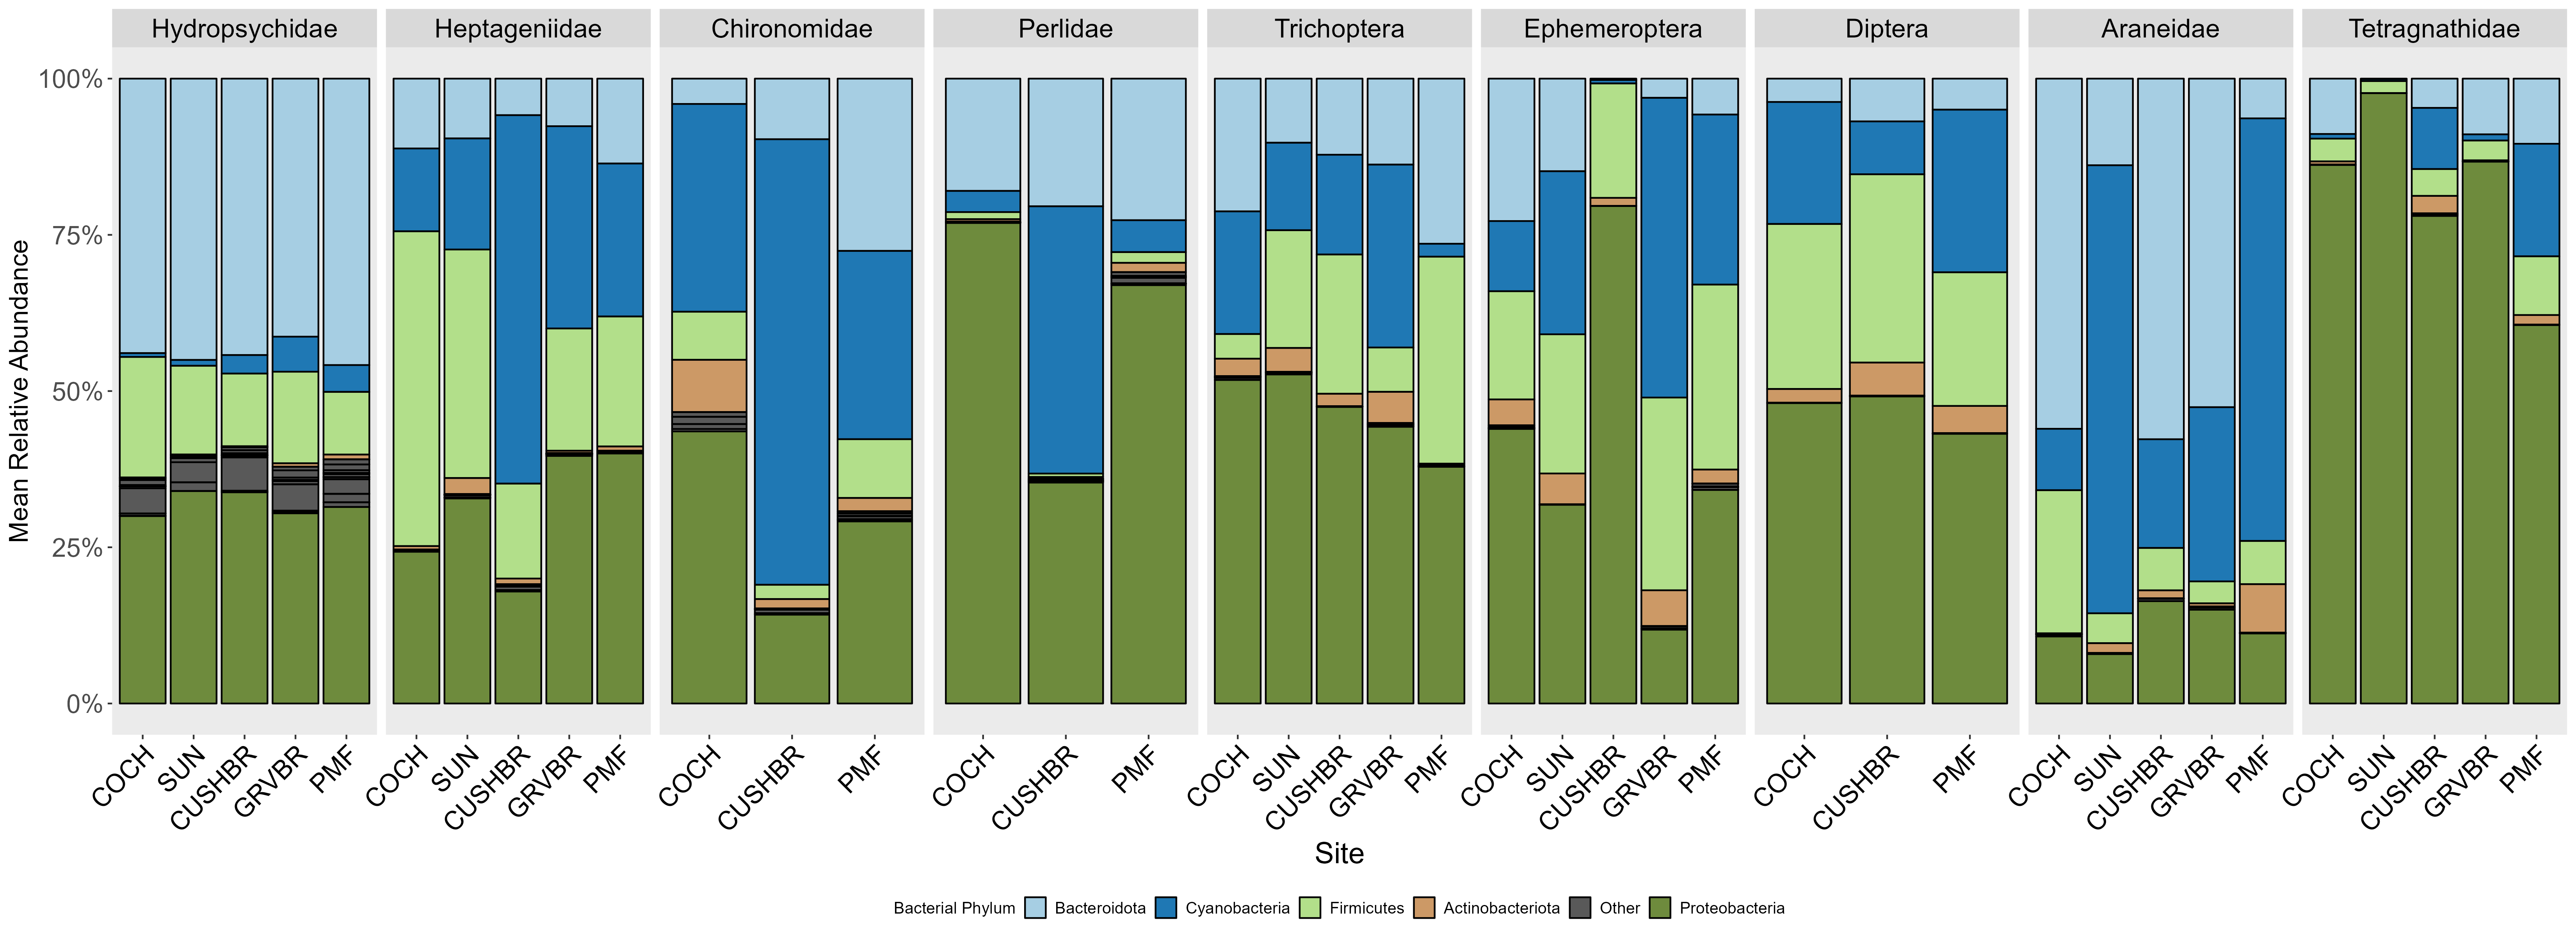 Hydropsychidae Heptageniidae Chironomidae Perlidae Trichoptera Ephemeroptera Diptera Araneidae Tetragnathidae
100%
75%
50%
25%
0%
Mean Relative Abundance
COCH SUN CUSHBR GRVBR PMF COCH SUN CUSHBR GRVBR PMF COCH CUSHBR PMF COCH CUSHBR PMF COCH SUN CUSHBR GRVBR PMF COCH SUN CUSHBR GRVBR PMF COCH CUSHBR PMF COCH SUN CUSHBR GRVBR PMF COCH SUN CUSHBR GRVBR PMF
Site
Bacterial Phylum Bacteroidota Cyanobacteria Firmicutes Actinobacteriota Other Proteobacteria